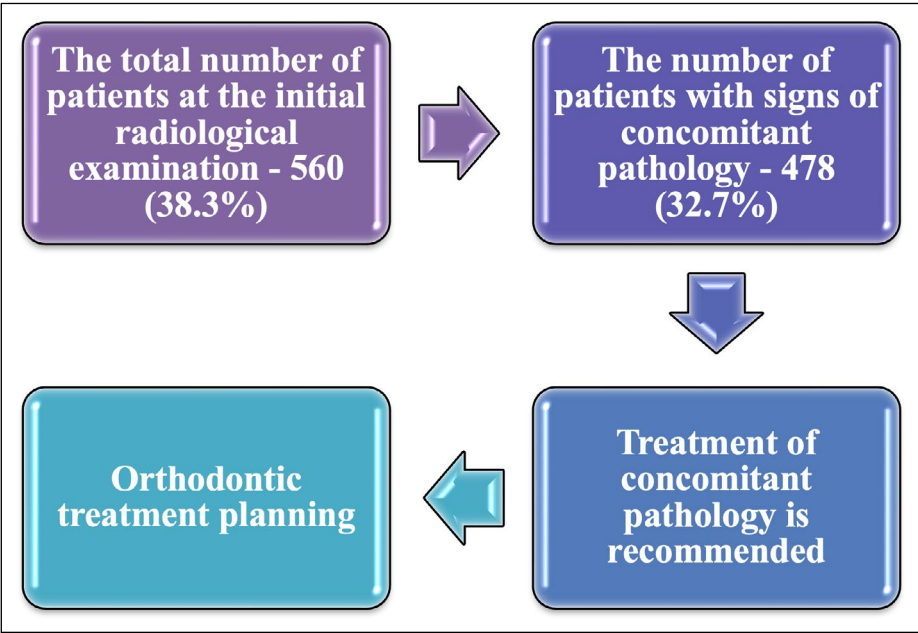 The total number of
patients at the initial
radiological
examination - 560
(38.3%)
The number of
patients with signs of
concomitant
pathology - 478
(32.7%)
Treatment of
concomitant
pathology is
recommended
Orthodontic
treatment planning